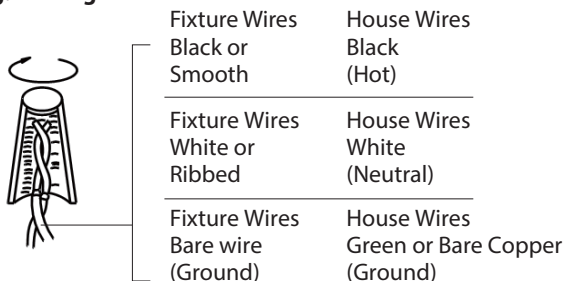 Fixture Wires House Wires
Black or Black
Smooth (Hot)
Fixture Wires House Wires
White or White
Ribbed (Neutral)
Fixture Wires House Wires
Bare wire Green or Bare Copper
(Ground) (Ground)